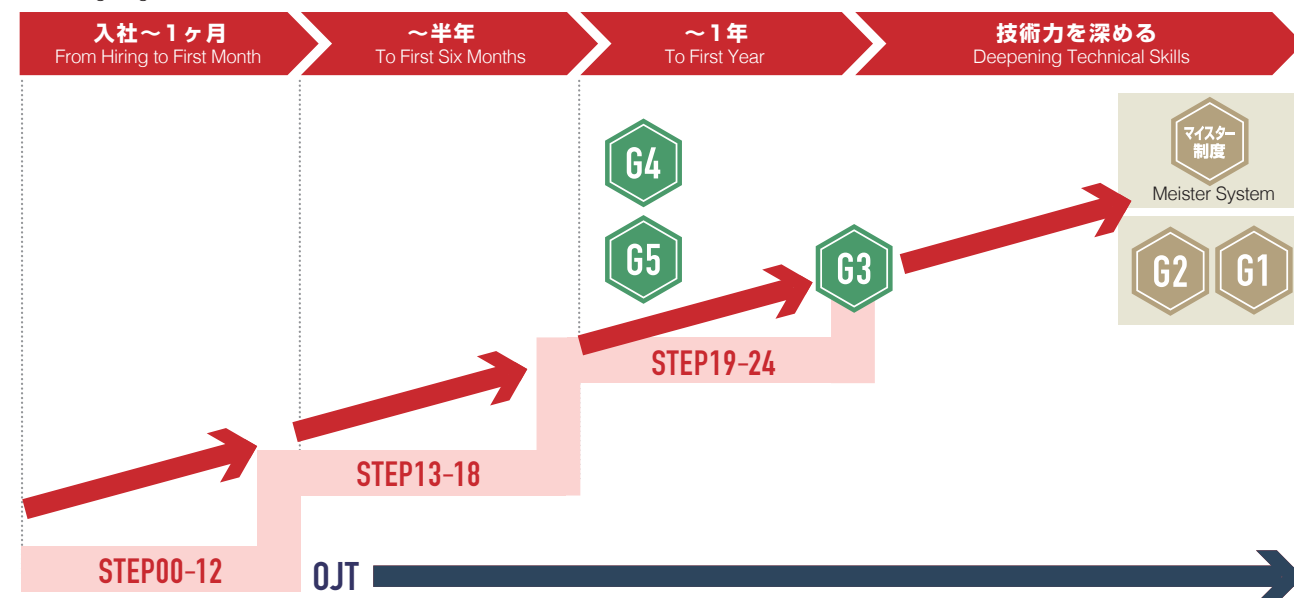 入社～1ヶ月
From Hiring to First Month
～半年
To First Six Months
～1年
To First Year
技術力を深める
Deepening Technical Skills
マイスター
制度
Meister System
G4
G5
G3
G2
G1
STEP19-24
STEP13-18
STEP00-12
OJT